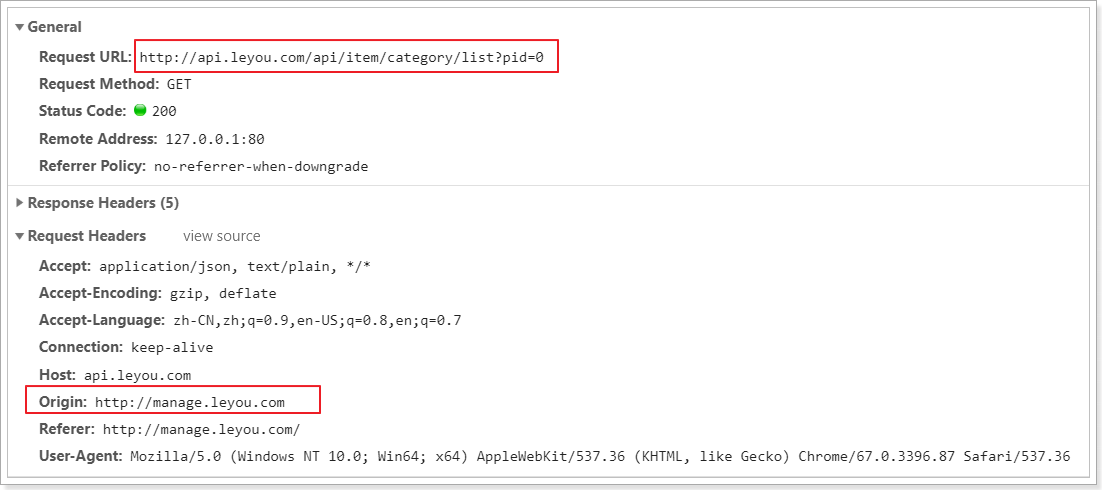 General
Request URL: http://api.leyou.com/api/item/category/list?pid=0
Request Method: GET
Status Code: 200
Remote Address: 127.0.0.1:80
Referrer Policy: no-referrer-when-downgrade
Response Headers (5)
Request Headers view source
Accept: application/json, text/plain, */*
Accept-Encoding: gzip, deflate
Accept-Language: zh-CN,zh;q=0.9,en-US;q=0.8,en;q=0.7
Connection: keep-alive
Host: api.leyou.com
Origin: http://manage.leyou.com
Referer: http://manage.leyou.com/
User-Agent: Mozilla/5.0 (Windows NT 10.0; Win64; x64) AppleWebKit/537.36 (KHTML, like Gecko) Chrome/67.0.3396.87 Safari/537.36